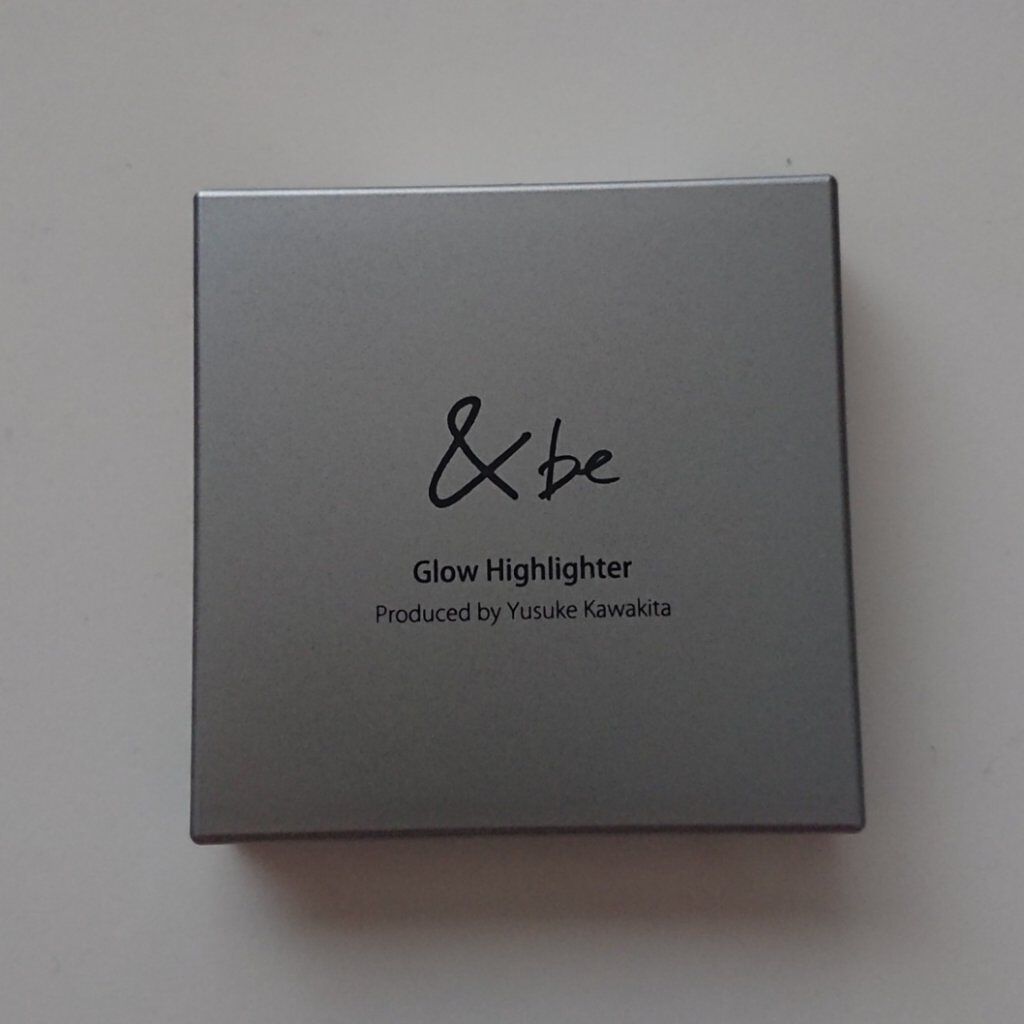 &be
Glow Highlighter
Produced by Yusuke Kawakita